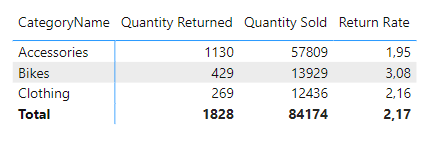 CategoryName Quantity Returned Quantity Sold Return Rate
Accessories 1130 57809 1,95
Bikes 429 13929 3,08
Clothing 269 12436 2,16
Total 1828 84174 2,17